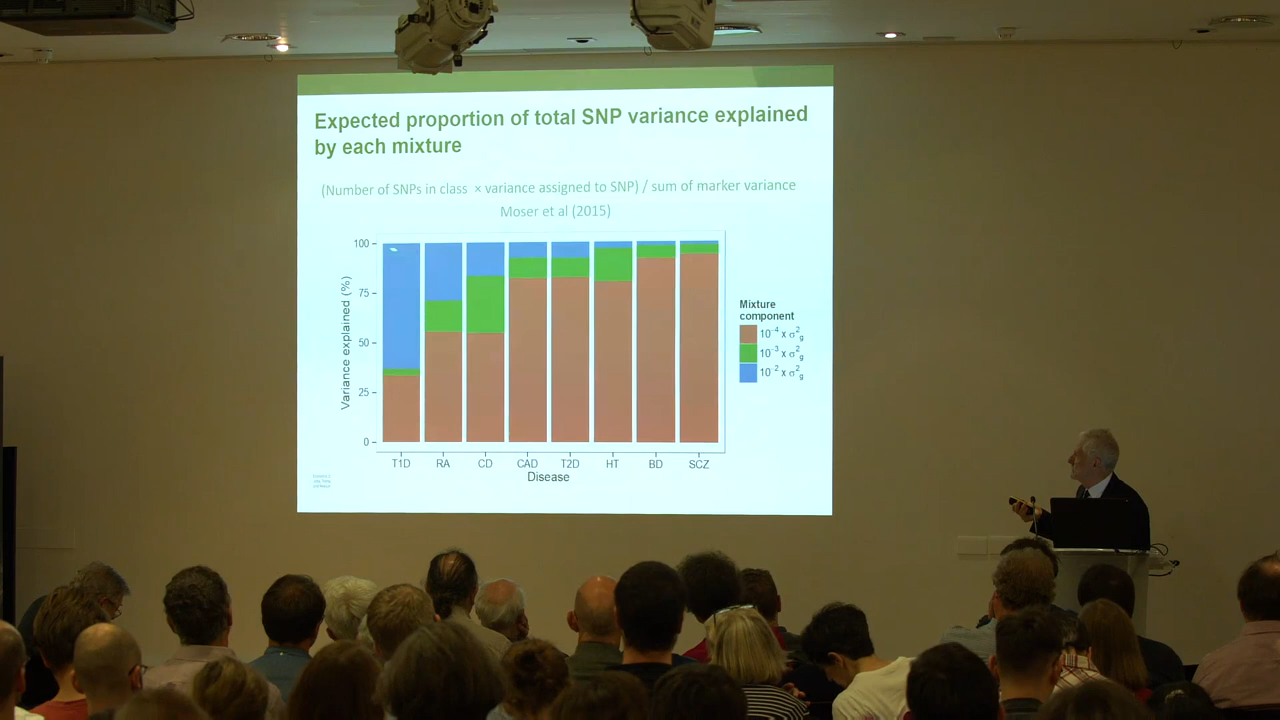 Expected proportion of total SNP variance explained
by each mixture
(Number of SNPs in class × variance assigned to SNP) / sum of marker variance
Moser et al (2015)
Variance explained (%)
100
75
50
25
0
T1D RA CD CAD T2D HT BD SCZ
Disease
Mixture
component
10⁻⁴ x σ²g
10⁻³ x σ²g
10⁻² x σ²g